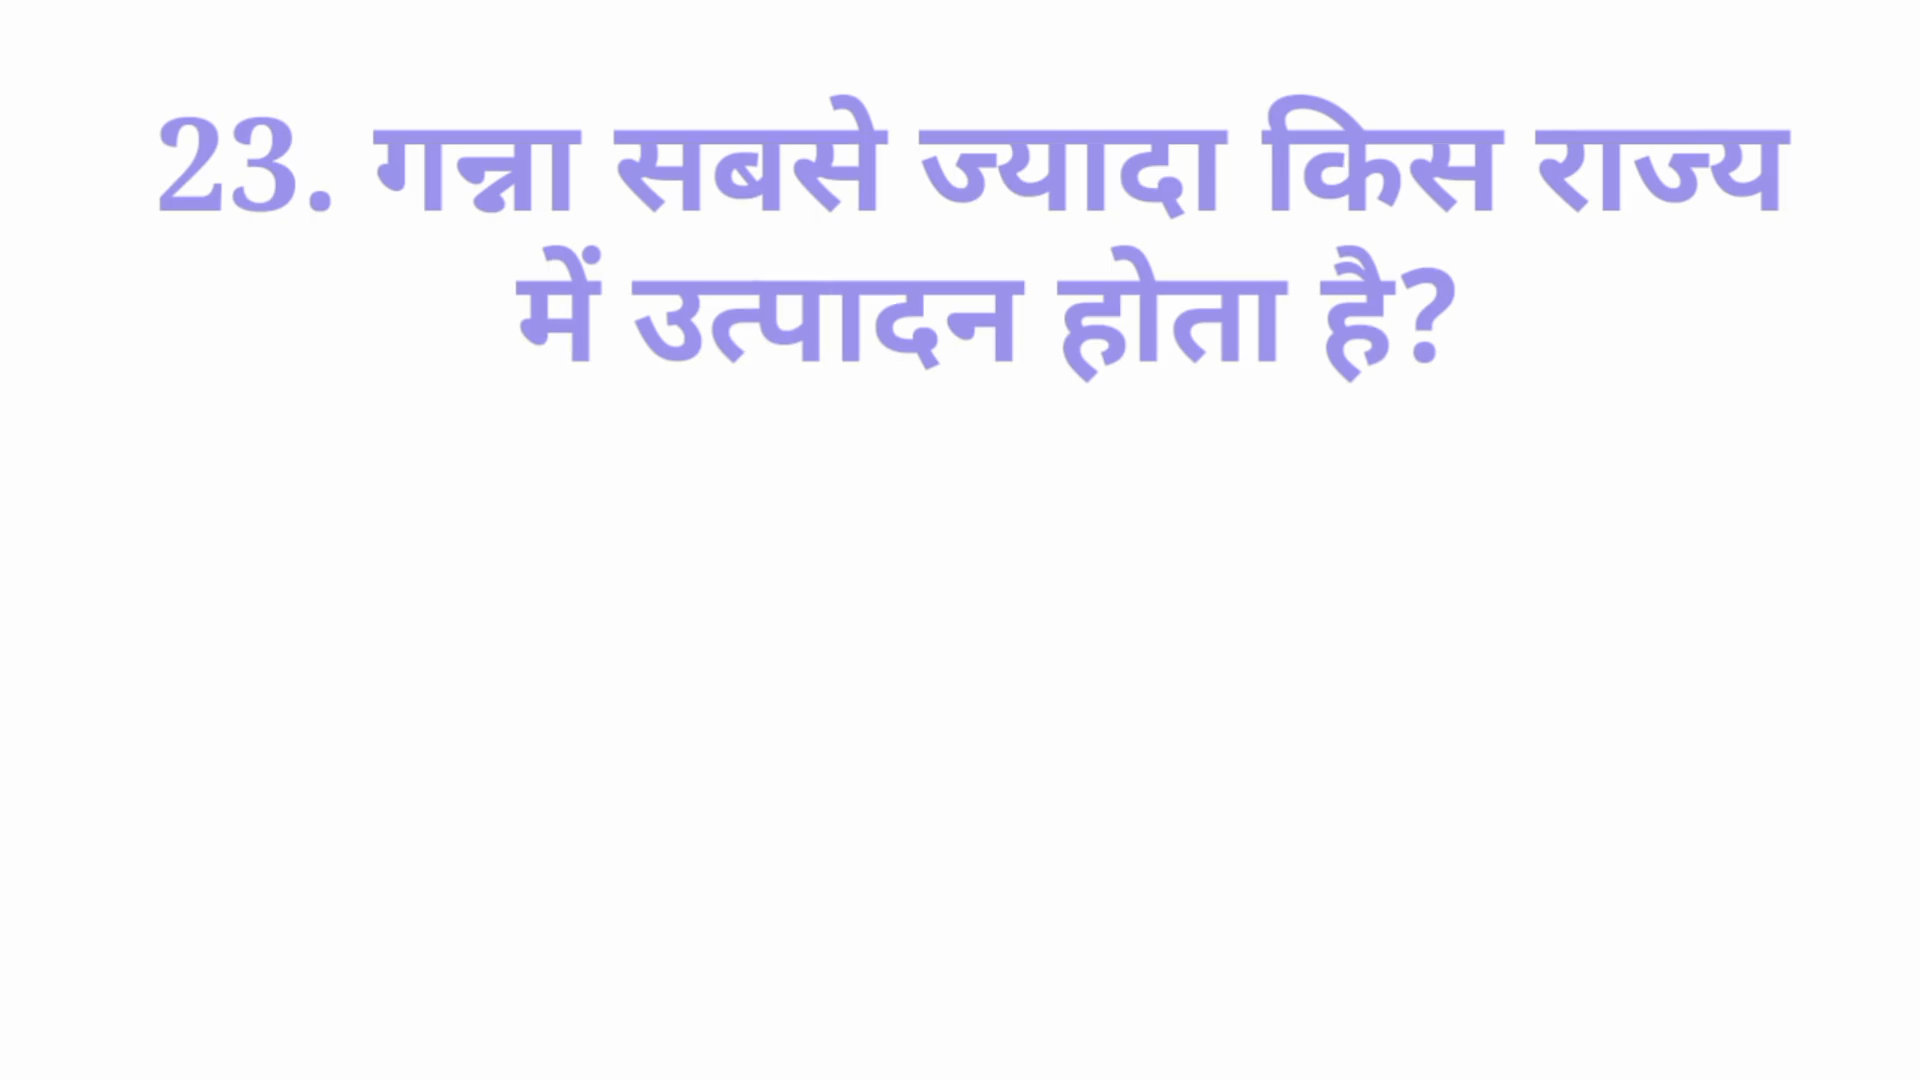 23. गन्ना सबसे ज्यादा किस राज्य
में उत्पादन होता है?